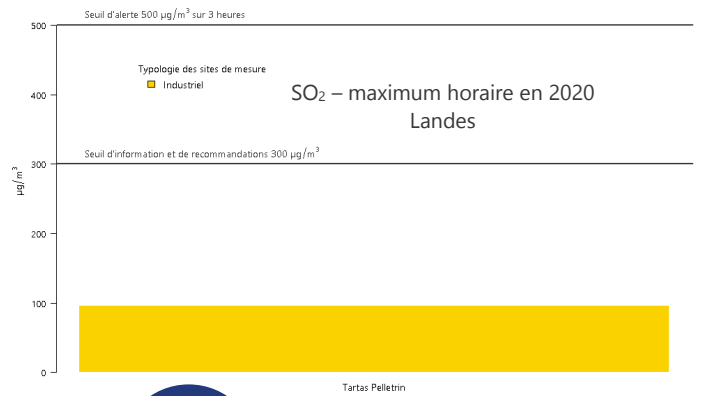 Seuil d'alerte 500 µg/m³ sur 3 heures
500
Typologie des sites de mesure
Industriel
SO₂ – maximum horaire en 2020
Landes
400
Seuil d'information et de recommandations 300 µg/m³
300
µg/m³
200
100
0
Tartas Pelletrin